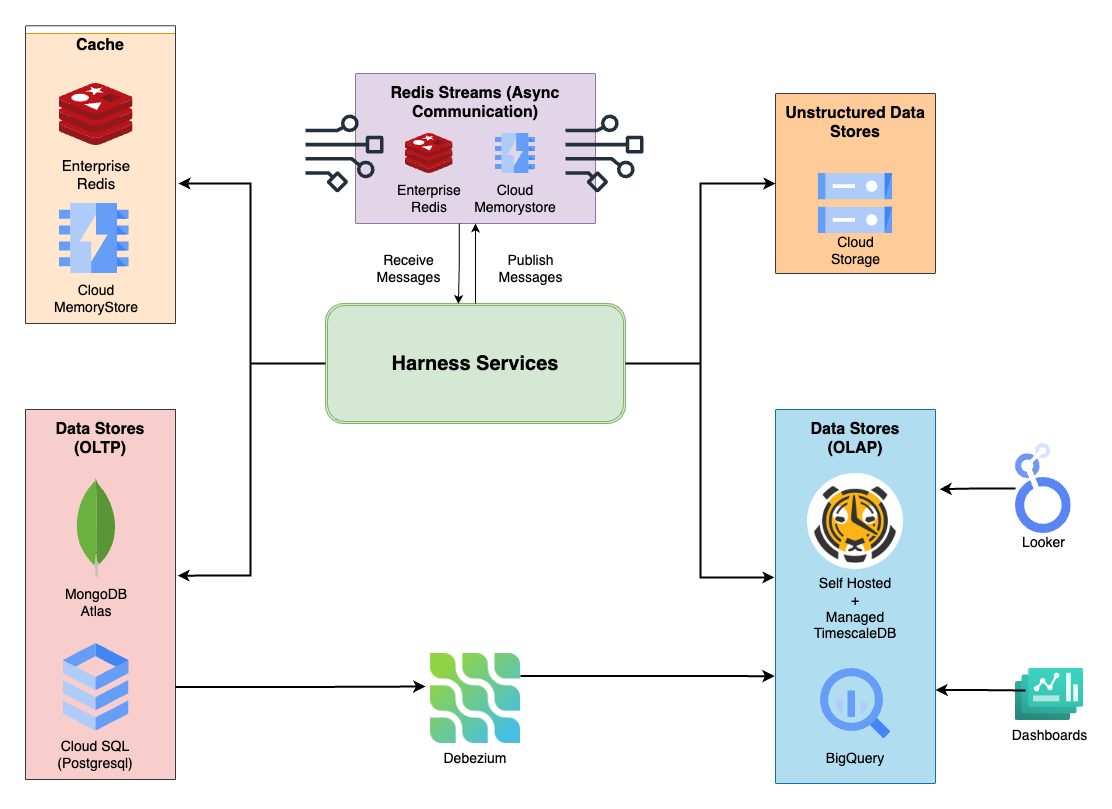 Cache
Enterprise
Redis
Cloud
MemoryStore
Redis Streams (Async
Communication)
Enterprise
Redis
Cloud
Memorystore
Receive
Messages
Publish
Messages
Unstructured Data
Stores
Cloud
Storage
Harness Services
Data Stores
(OLTP)
MongoDB
Atlas
Cloud SQL
(Postgresql)
Debezium
Data Stores
(OLAP)
Self Hosted
+
Managed
TimescaleDB
BigQuery
Looker
Dashboards